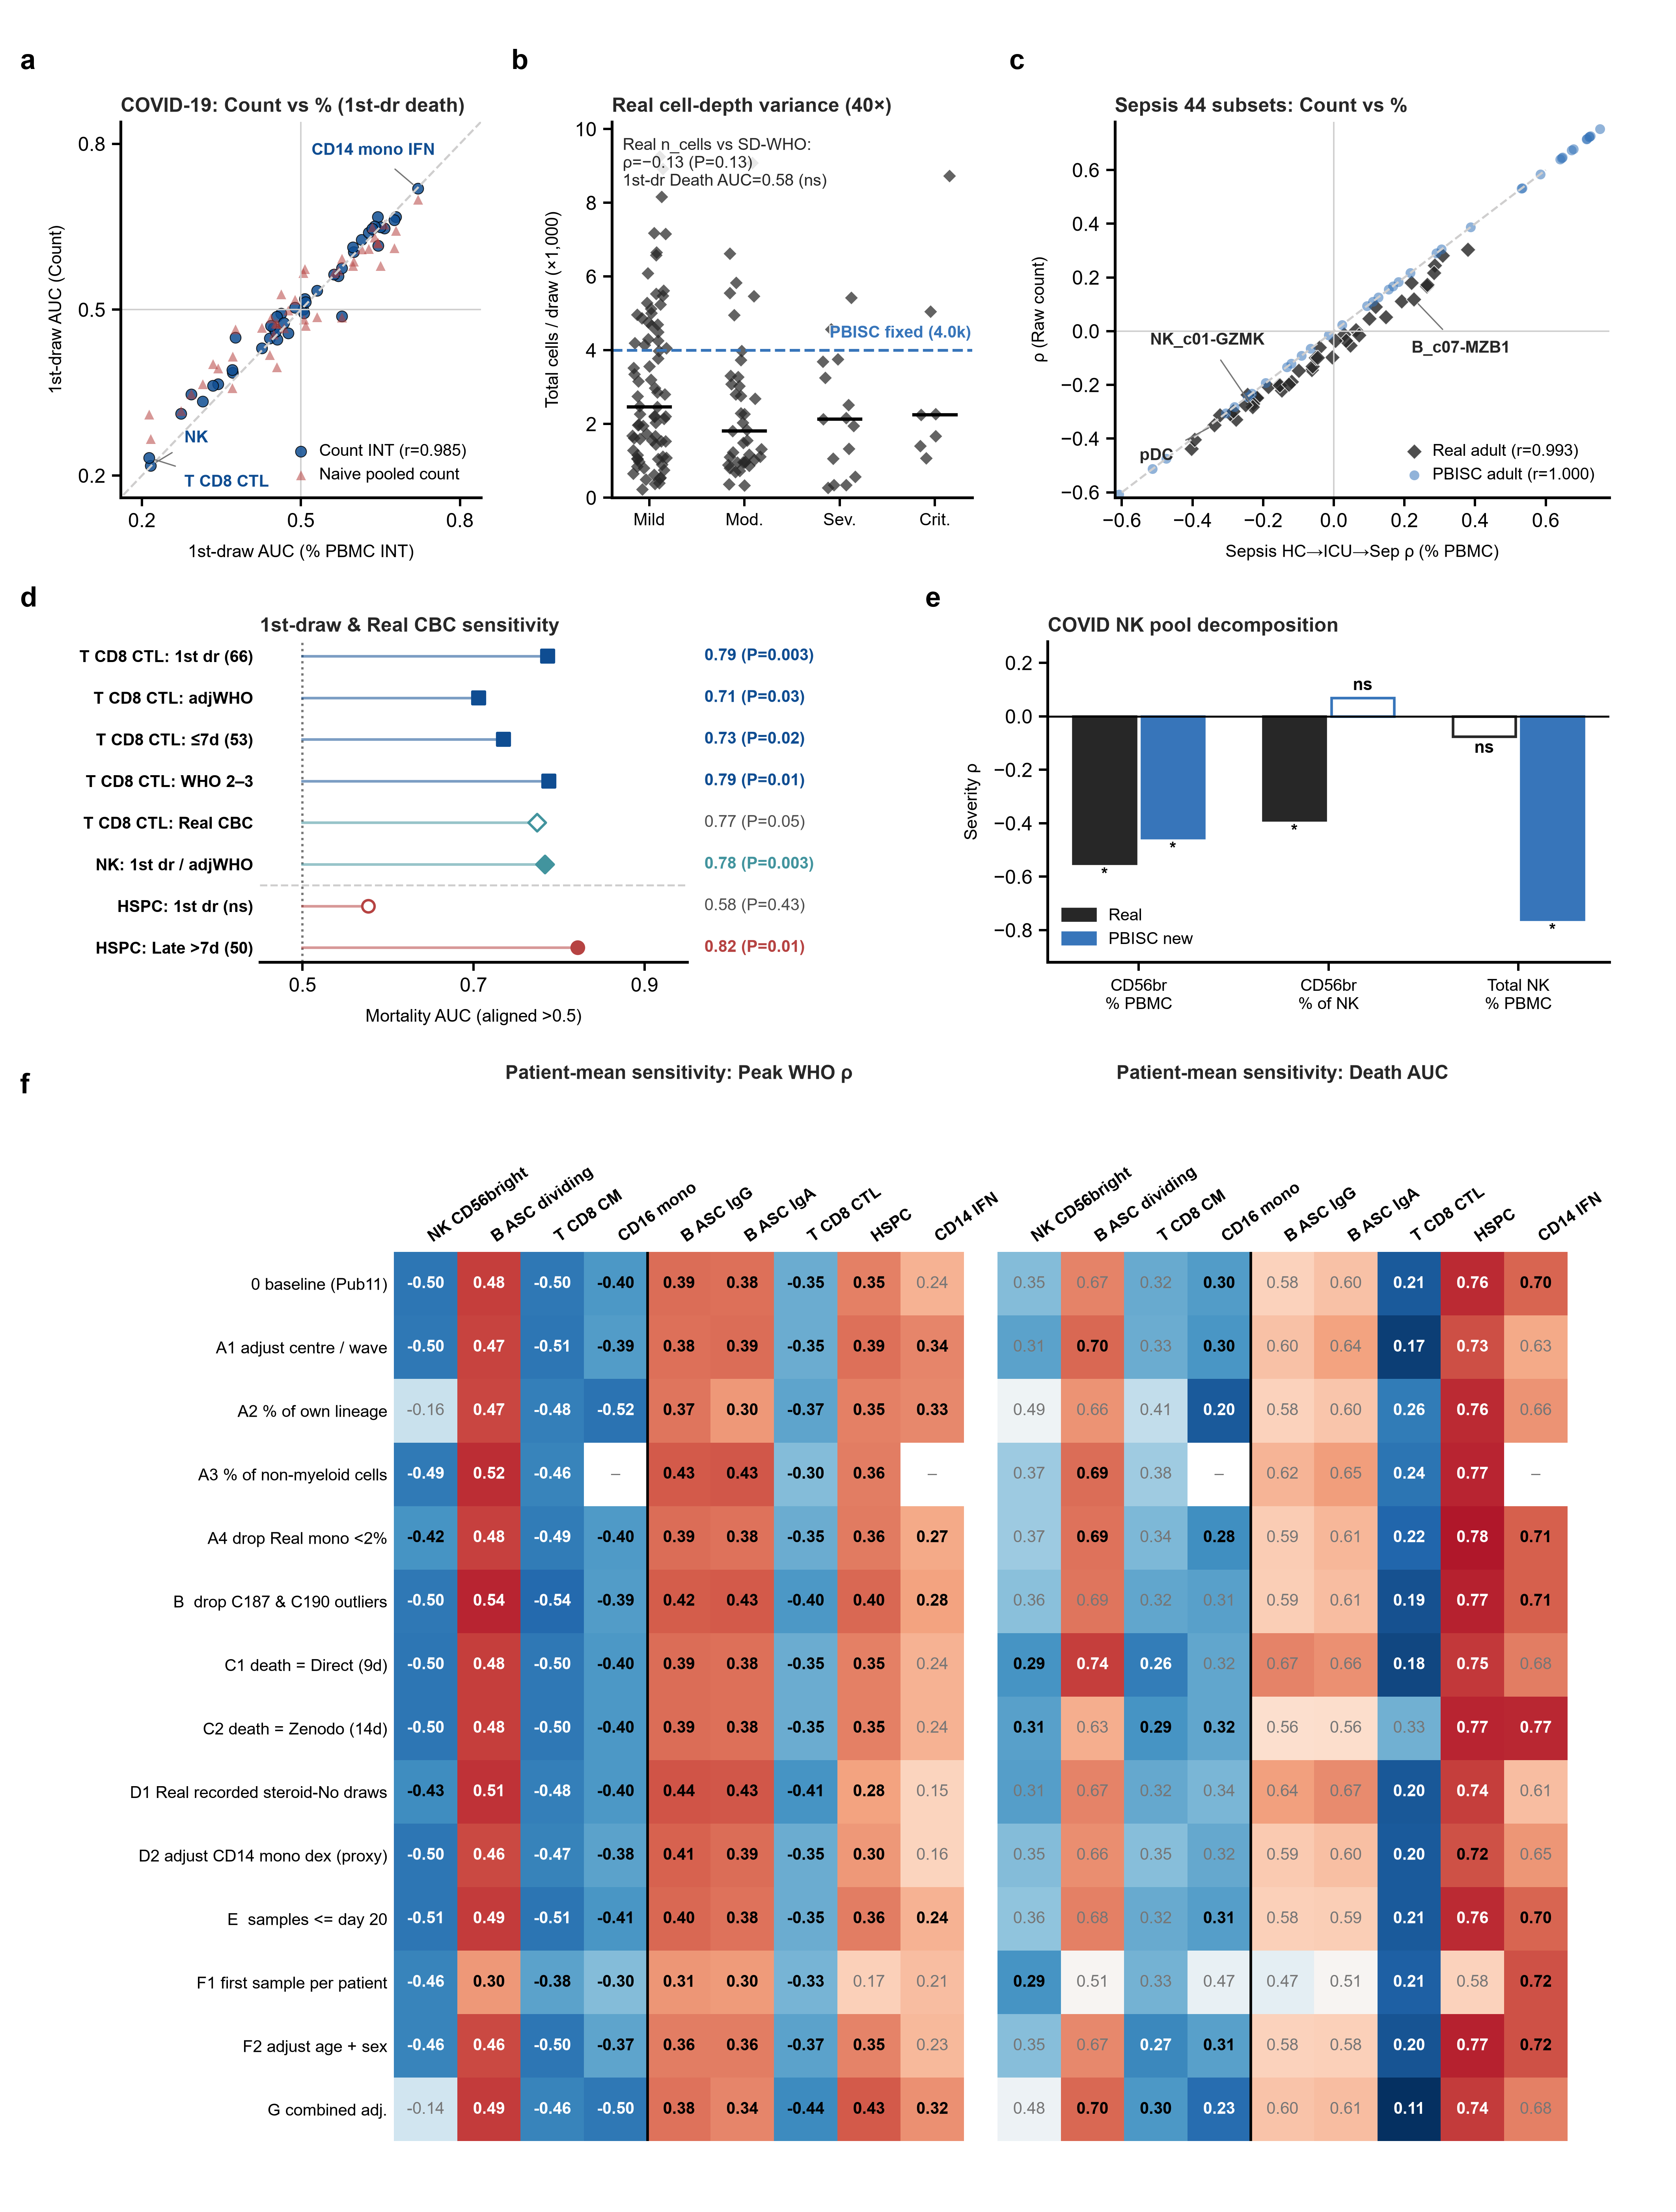 a
COVID-19: Count vs % (1st-dr death)
0.8
0.5
0.2
1st-draw AUC (Count)
CD14 mono IFN
NK
T CD8 CTL
Count INT (r=0.985)
Naive pooled count
0.2 0.5 0.8
1st-draw AUC (% PBMC INT)
b
Real cell-depth variance (40×)
10
8
6
4
2
0
Total cells / draw (×1,000)
Real n_cells vs SD-WHO:
ρ=−0.13 (P=0.13)
1st-dr Death AUC=0.58 (ns)
PBISC fixed (4.0k)
Mild Mod. Sev. Crit.
c
Sepsis 44 subsets: Count vs %
0.6
0.4
0.2
0.0
−0.2
−0.4
−0.6
ρ (Raw count)
NK_c01-GZMK
B_c07-MZB1
pDC
Real adult (r=0.993)
PBISC adult (r=1.000)
−0.6 −0.4 −0.2 0.0 0.2 0.4 0.6
Sepsis HC→ICU→Sep ρ (% PBMC)
d
1st-draw & Real CBC sensitivity
T CD8 CTL: 1st dr (66) 0.79 (P=0.003)
T CD8 CTL: adjWHO 0.71 (P=0.03)
T CD8 CTL: ≤7d (53) 0.73 (P=0.02)
T CD8 CTL: WHO 2–3 0.79 (P=0.01)
T CD8 CTL: Real CBC 0.77 (P=0.05)
NK: 1st dr / adjWHO 0.78 (P=0.003)
HSPC: 1st dr (ns) 0.58 (P=0.43)
HSPC: Late >7d (50) 0.82 (P=0.01)
0.5 0.7 0.9
Mortality AUC (aligned >0.5)
e
COVID NK pool decomposition
0.2
0.0
−0.2
−0.4
−0.6
−0.8
Severity ρ
ns
ns
* * * *
Real
PBISC new
CD56br CD56br Total NK
% PBMC % of NK % PBMC
f
Patient-mean sensitivity: Peak WHO ρ Patient-mean sensitivity: Death AUC
NK CD56bright B ASC dividing T CD8 CM CD16 mono B ASC IgG B ASC IgA T CD8 CTL HSPC CD14 IFN NK CD56bright B ASC dividing T CD8 CM CD16 mono B ASC IgG B ASC IgA T CD8 CTL HSPC CD14 IFN
0 baseline (Pub11) -0.50 0.48 -0.50 -0.40 0.39 0.38 -0.35 0.35 0.24 0.35 0.67 0.32 0.30 0.58 0.60 0.21 0.76 0.70
A1 adjust centre / wave -0.50 0.47 -0.51 -0.39 0.38 0.39 -0.35 0.39 0.34 0.31 0.70 0.33 0.30 0.60 0.64 0.17 0.73 0.63
A2 % of own lineage -0.16 0.47 -0.48 -0.52 0.37 0.30 -0.37 0.35 0.33 0.49 0.66 0.41 0.20 0.58 0.60 0.26 0.76 0.66
A3 % of non-myeloid cells -0.49 0.52 -0.46 – 0.43 0.43 -0.30 0.36 – 0.37 0.69 0.38 – 0.62 0.65 0.24 0.77 –
A4 drop Real mono <2% -0.42 0.48 -0.49 -0.40 0.39 0.38 -0.35 0.36 0.27 0.37 0.69 0.34 0.28 0.59 0.61 0.22 0.78 0.71
B drop C187 & C190 outliers -0.50 0.54 -0.54 -0.39 0.42 0.43 -0.40 0.40 0.28 0.36 0.69 0.32 0.31 0.59 0.61 0.19 0.77 0.71
C1 death = Direct (9d) -0.50 0.48 -0.50 -0.40 0.39 0.38 -0.35 0.35 0.24 0.29 0.74 0.26 0.32 0.67 0.66 0.18 0.75 0.68
C2 death = Zenodo (14d) -0.50 0.48 -0.50 -0.40 0.39 0.38 -0.35 0.35 0.24 0.31 0.63 0.29 0.32 0.56 0.56 0.33 0.77 0.77
D1 Real recorded steroid-No draws -0.43 0.51 -0.48 -0.40 0.44 0.43 -0.41 0.28 0.15 0.31 0.67 0.32 0.34 0.64 0.67 0.20 0.74 0.61
D2 adjust CD14 mono dex (proxy) -0.50 0.46 -0.47 -0.38 0.41 0.39 -0.35 0.30 0.16 0.35 0.66 0.35 0.32 0.59 0.60 0.20 0.72 0.65
E samples <= day 20 -0.51 0.49 -0.51 -0.41 0.40 0.38 -0.35 0.36 0.24 0.36 0.68 0.32 0.31 0.58 0.59 0.21 0.76 0.70
F1 first sample per patient -0.46 0.30 -0.38 -0.30 0.31 0.30 -0.33 0.17 0.21 0.29 0.51 0.33 0.47 0.47 0.51 0.21 0.58 0.72
F2 adjust age + sex -0.46 0.46 -0.50 -0.37 0.36 0.36 -0.37 0.35 0.23 0.35 0.67 0.27 0.31 0.58 0.58 0.20 0.77 0.72
G combined adj. -0.14 0.49 -0.46 -0.50 0.38 0.34 -0.44 0.43 0.32 0.48 0.70 0.30 0.23 0.60 0.61 0.11 0.74 0.68